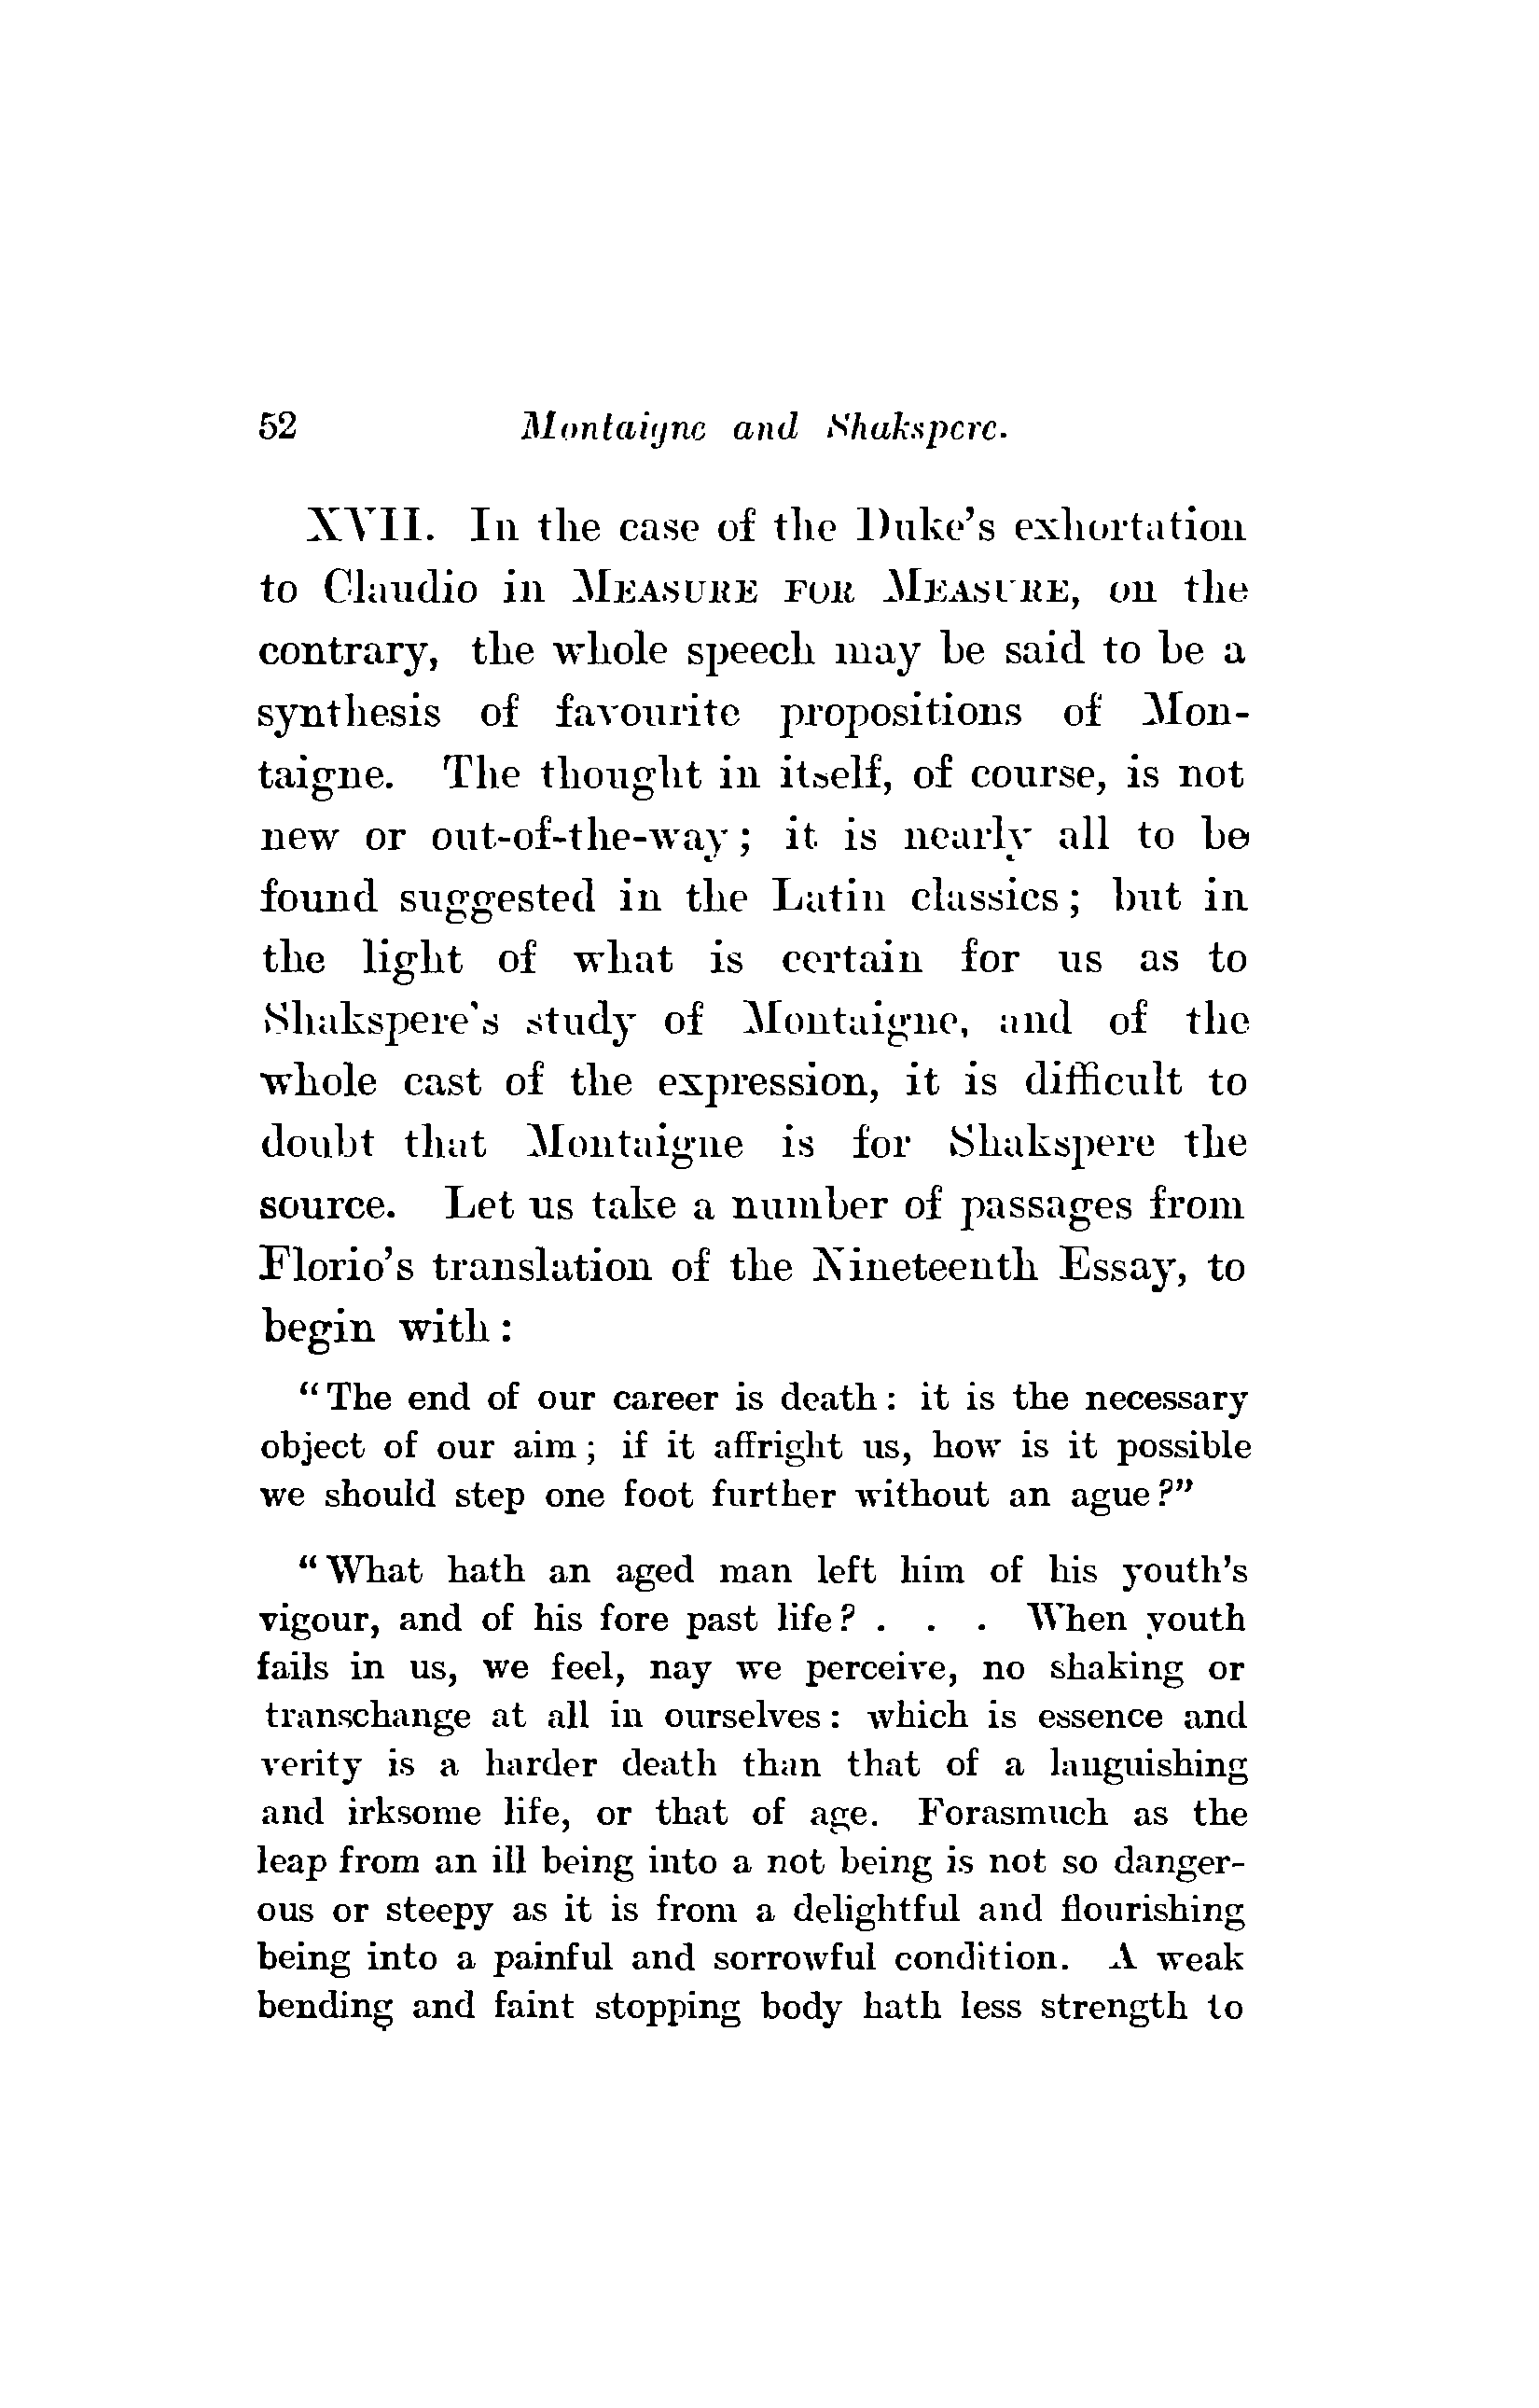 52 Montaigne and Shakspere.
XVII. In the case of the Duke's exhortation
to Claudio in MEASURE FOR MEASURE, on the
contrary, the whole speech may be said to be a
synthesis of favourite propositions of Mon-
taigne. The thought in itself, of course, is not
new or out-of-the-way; it is nearly all to be
found suggested in the Latin classics; but in
the light of what is certain for us as to
Shakspere's study of Montaigne, and of the
whole cast of the expression, it is difficult to
doubt that Montaigne is for Shakspere the
source. Let us take a number of passages from
Florio's translation of the Nineteenth Essay, to
begin with:
"The end of our career is death: it is the necessary
object of our aim; if it affright us, how is it possible
we should step one foot further without an ague?"
"What hath an aged man left him of his youth's
vigour, and of his fore past life? . . . When youth
fails in us, we feel, nay we perceive, no shaking or
transchange at all in ourselves: which is essence and
verity is a harder death than that of a languishing
and irksome life, or that of age. Forasmuch as the
leap from an ill being into a not being is not so danger-
ous or steepy as it is from a delightful and flourishing
being into a painful and sorrowful condition. A weak
bending and faint stopping body hath less strength to